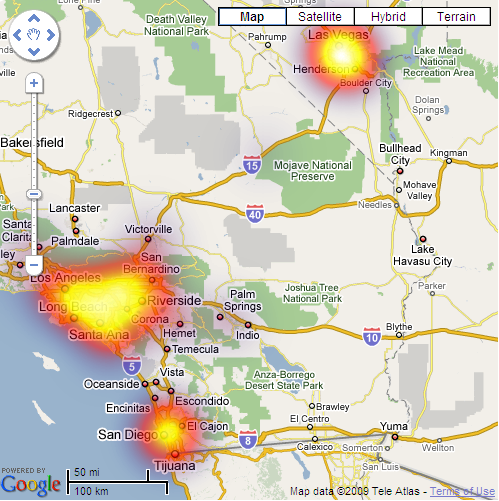 Map
Satellite
Hybrid
Terrain
Death Valley
National Park
Pahrump
Las Vegas
Henderson
Boulder City
Lake Mead
National
Recreation Area
Dolan
Springs
Ridgecrest
Bakersfield
15
Mojave National
Preserve
Bullhead
City
Kingman
Mohave
Valley
Needles
40
Lancaster
Santa
Clarita
Palmdale
Victorville
Lake
Havasu City
San
Bernardino
Los Angeles
Riverside
Long Beach
Corona
Santa Ana
Hemet
Palm
Springs
Indio
Joshua Tree
National Park
Parker
Blythe
10
Temecula
5
Vista
Oceanside
Escondido
Encinitas
Anza-Borrego
Desert State Park
El Cajon
San Diego
8
Tijuana
Brawley
El Centro
Calexico
Yuma
Somerton
Wellton
San Luis
POWERED BY
Google
50 mi
100 km
Map data ©2009 Tele Atlas - Terms of Use